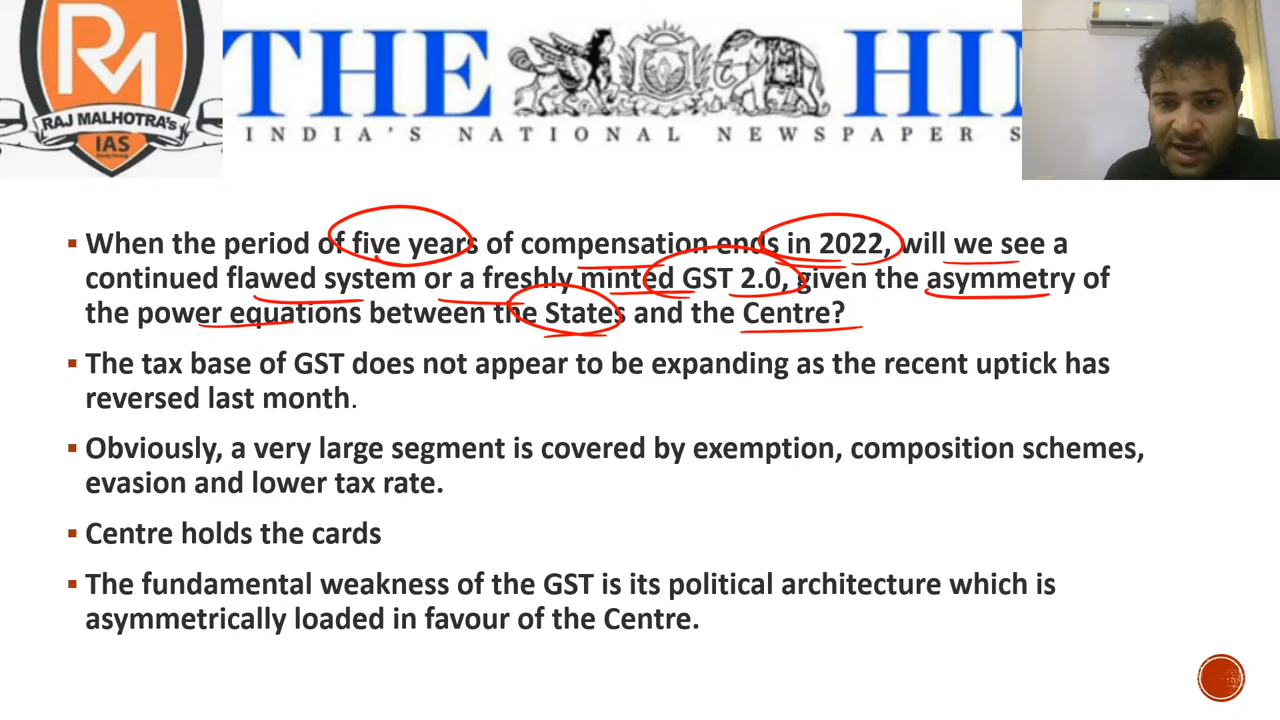 RM
RAJ MALHOTRA'S
IAS
THE HI
INDIA'S NATIONAL NEWSPAPER S
▪ When the period of five years of compensation ends in 2022, will we see a
continued flawed system or a freshly minted GST 2.0, given the asymmetry of
the power equations between the States and the Centre?
▪ The tax base of GST does not appear to be expanding as the recent uptick has
reversed last month.
▪ Obviously, a very large segment is covered by exemption, composition schemes,
evasion and lower tax rate.
▪ Centre holds the cards
▪ The fundamental weakness of the GST is its political architecture which is
asymmetrically loaded in favour of the Centre.